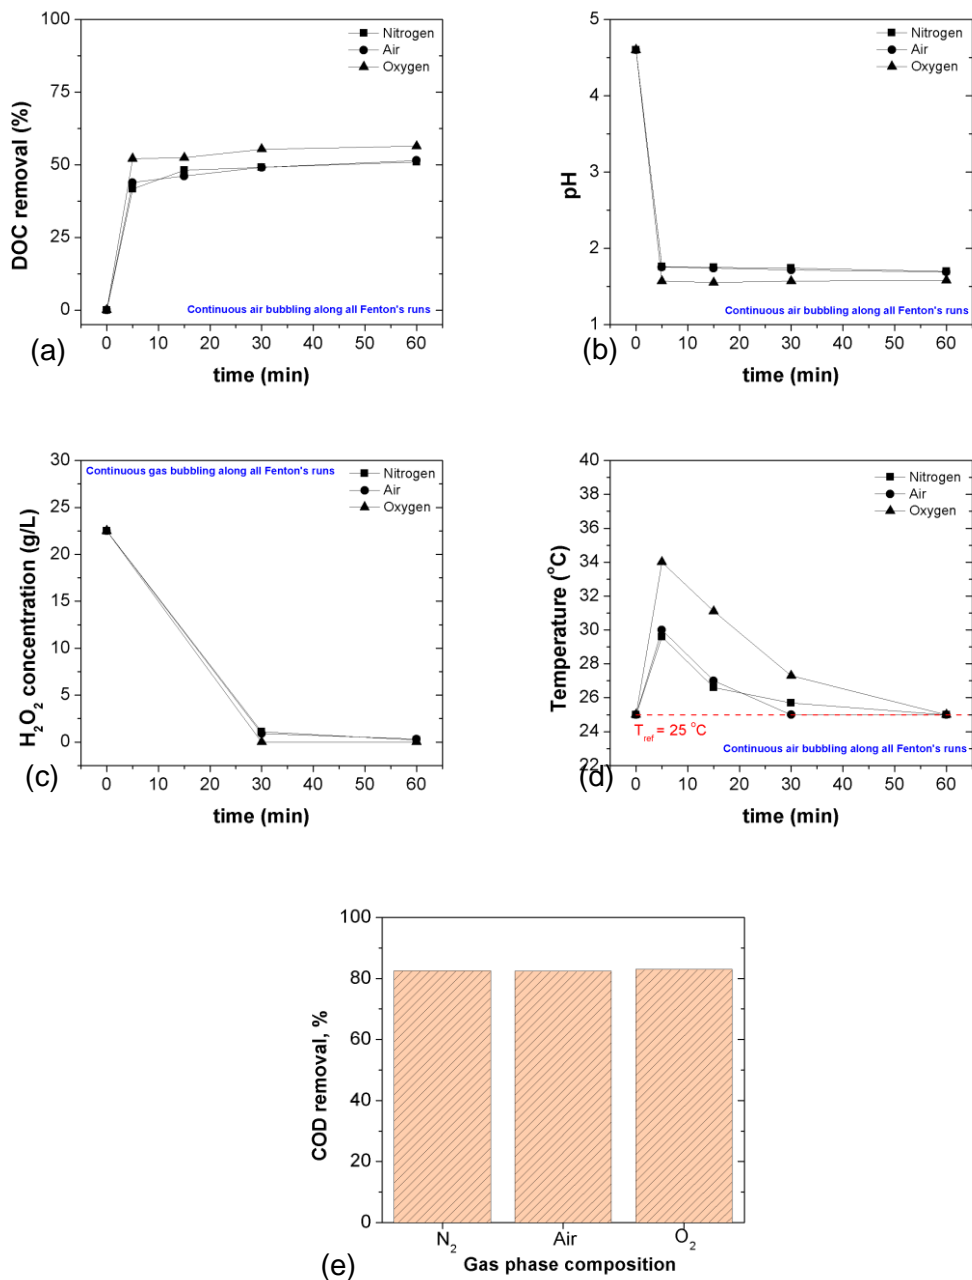 100
75
50
25
0
DOC removal (%)
Nitrogen
Air
Oxygen
Continuous air bubbling along all Fenton's runs
0 10 20 30 40 50 60
time (min)
(a)
5
4
3
2
1
pH
Nitrogen
Air
Oxygen
Continuous air bubbling along all Fenton's runs
0 10 20 30 40 50 60
time (min)
(b)
30
25
20
15
10
5
0
H₂O₂ concentration (g/L)
Continuous gas bubbling along all Fenton's runs
Nitrogen
Air
Oxygen
0 10 20 30 40 50 60
time (min)
(c)
40
38
36
34
32
30
28
26
24
22
Temperature (°C)
Nitrogen
Air
Oxygen
T_ref = 25 °C
Continuous air bubbling along all Fenton's runs
0 10 20 30 40 50 60
time (min)
(d)
100
80
60
40
20
0
COD removal, %
N₂ Air O₂
Gas phase composition
(e)